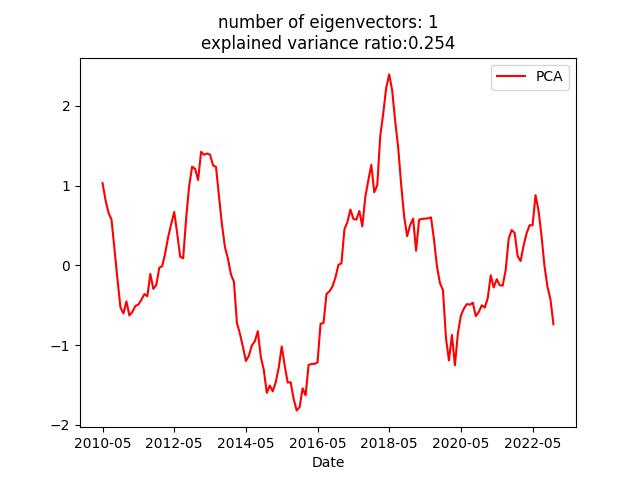 number of eigenvectors: 1
explained variance ratio:0.254
PCA
2
1
0
−1
−2
2010-05 2012-05 2014-05 2016-05 2018-05 2020-05 2022-05
Date